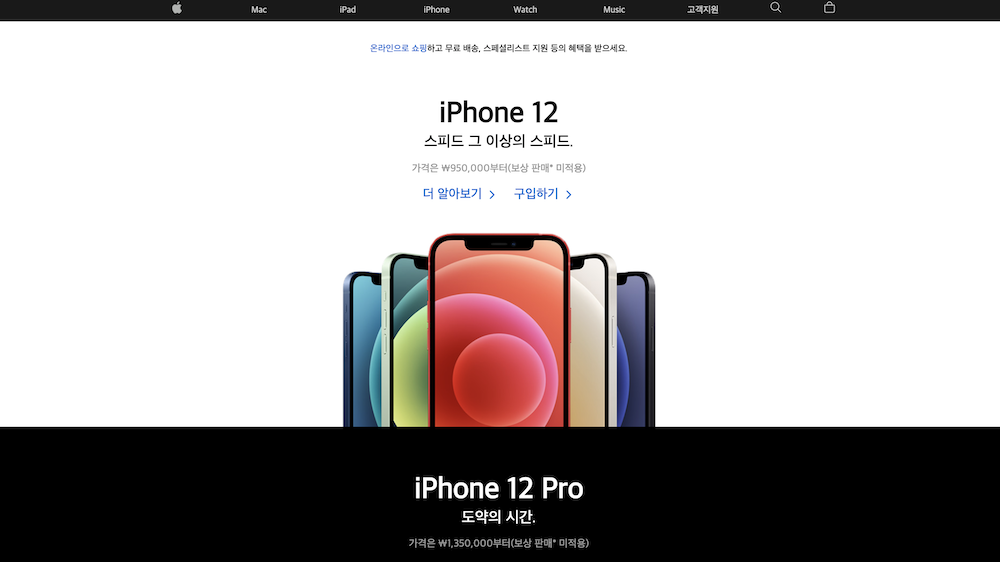 Mac iPad iPhone Watch Music 고객지원
온라인으로 쇼핑하고 무료 배송, 스페셜리스트 지원 등의 혜택을 받으세요.
iPhone 12
스피드 그 이상의 스피드.
가격은 ₩950,000부터(보상 판매* 미적용)
더 알아보기 > 구입하기 >
iPhone 12 Pro
도약의 시간.
가격은 ₩1,350,000부터(보상 판매* 미적용)